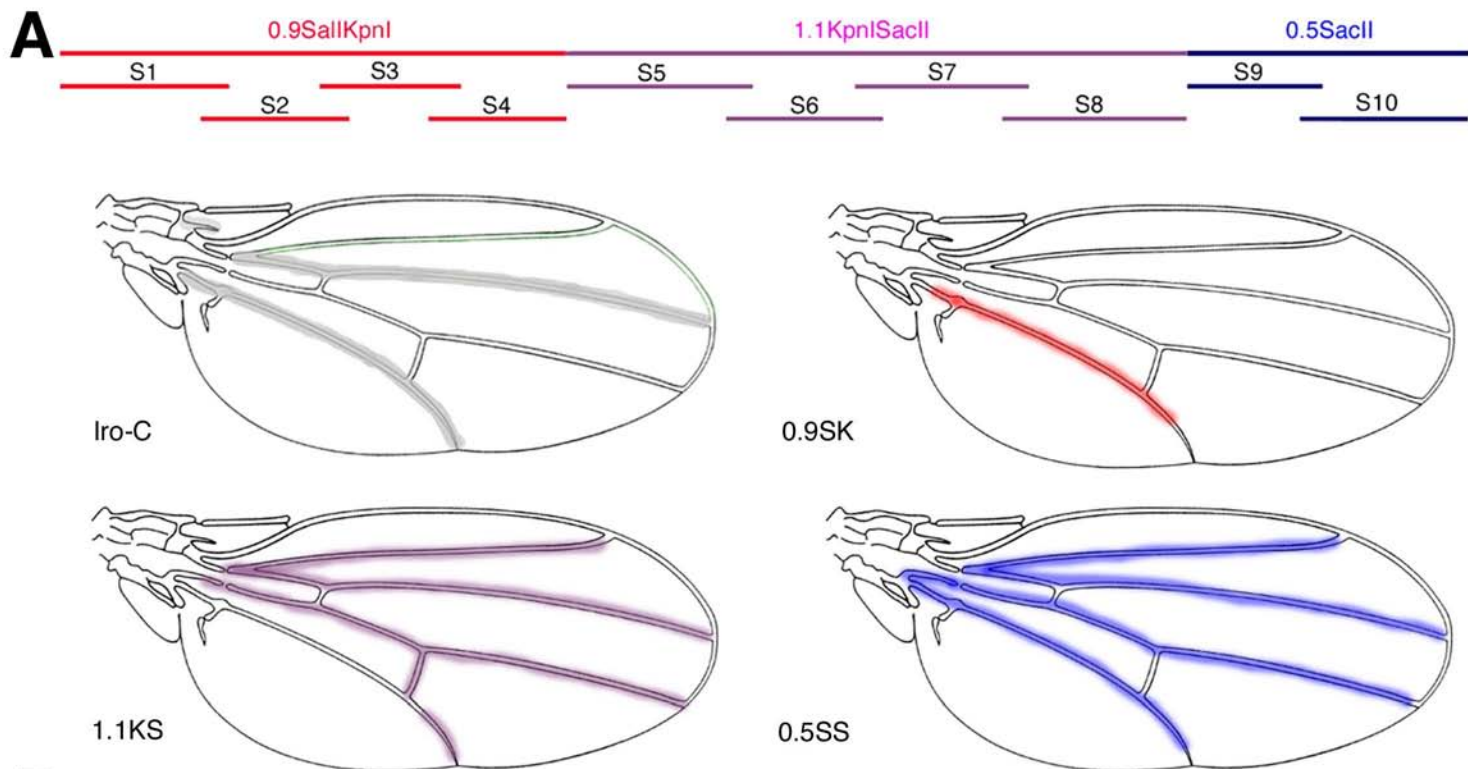 A
0.9SalIKpnI 1.1KpnISacII 0.5SacII
S1 S3 S5 S7 S9
S2 S4 S6 S8 S10
Iro-C 0.9SK
1.1KS 0.5SS